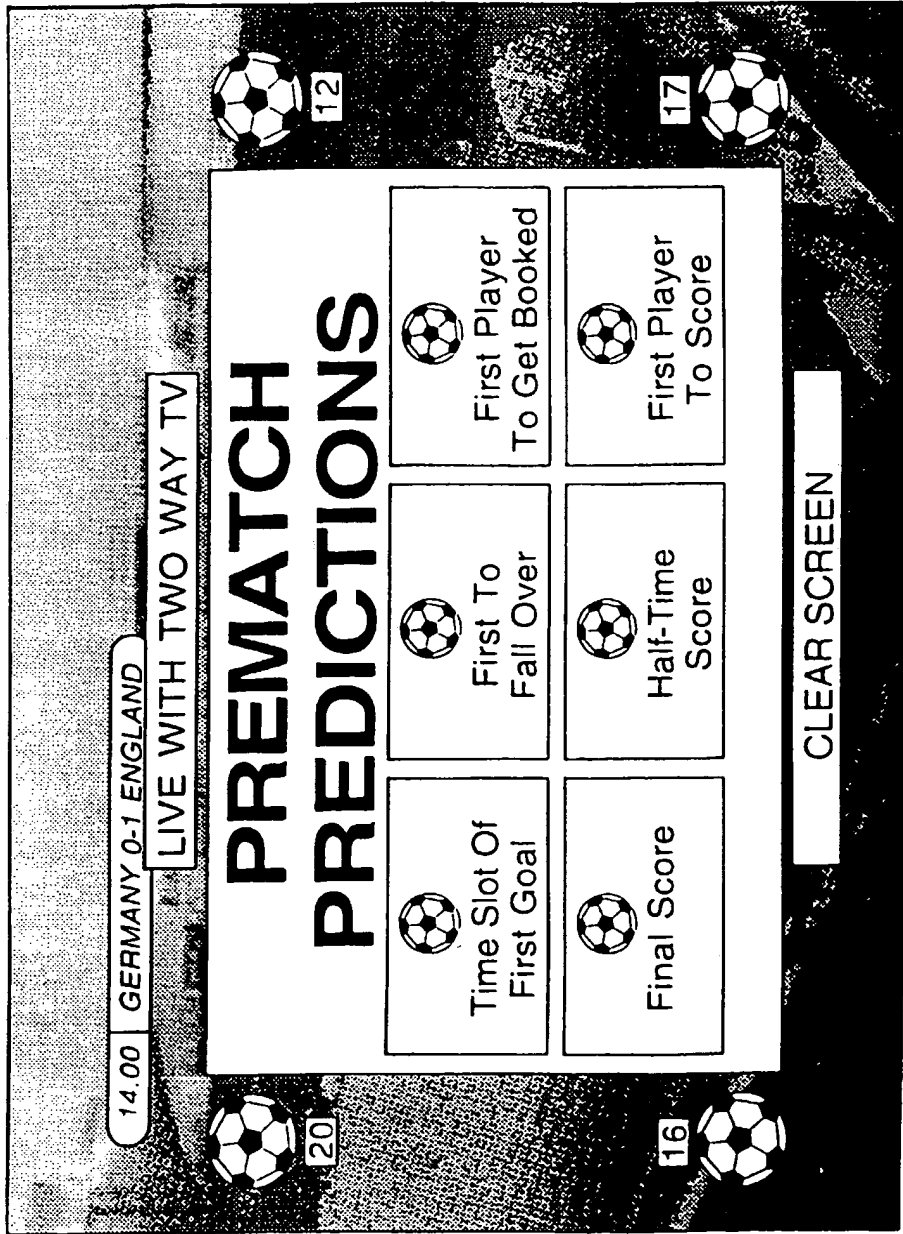 14.00 GERMANY 0-1 ENGLAND
LIVE WITH TWO WAY TV
20
12
PREMATCH
PREDICTIONS
Time Slot Of
First Goal
First To
Fall Over
First Player
To Get Booked
Final Score
Half-Time
Score
First Player
To Score
16
17
CLEAR SCREEN